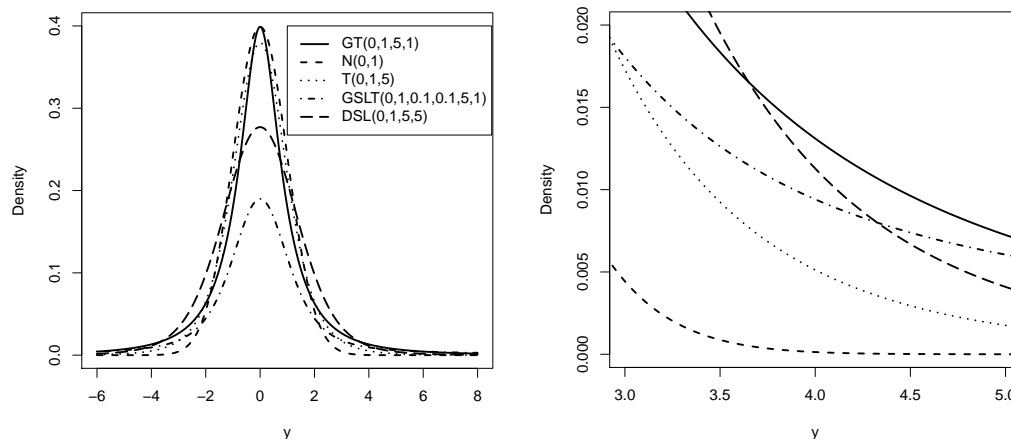 Density
0.4
0.3
0.2
0.1
0.0
GT(0,1,5,1)
N(0,1)
T(0,1,5)
GSLT(0,1,0.1,0.1,5,1)
DSL(0,1,5,5)
−6 −4 −2 0 2 4 6 8
y
Density
0.020
0.015
0.010
0.005
0.000
3.0 3.5 4.0 4.5 5.0
y